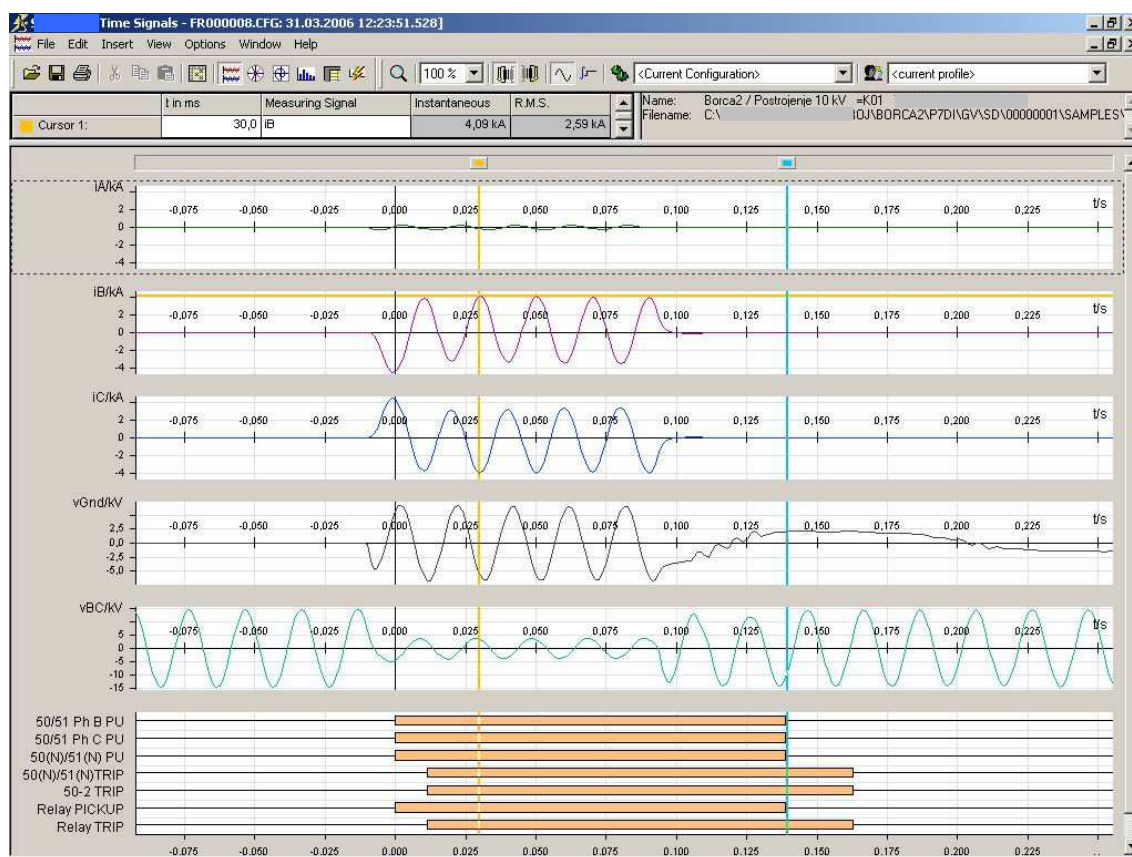 Time Signals - FR000008.CFG: 31.03.2006 12:23:51.528]
File Edit Insert View Options Window Help
100 % <Current Configuration> <current profile>
t in ms Measuring Signal Instantaneous R.M.S. Name: Borca2 / Postrojenje 10 kV =K01
Cursor 1: 30,0 iB 4,09 kA 2,59 kA Filename: C:\ IOJ\BORCA2\P7DI\GV\SD\00000001\SAMPLES\
iA/kA
2 -0,075 -0,050 -0,025 0,000 0,025 0,050 0,075 0,100 0,125 0,150 0,175 0,200 0,225 t/s
0
-2
-4
iB/kA
2 -0,075 -0,050 -0,025 0,000 0,025 0,050 0,075 0,100 0,125 0,150 0,175 0,200 0,225 t/s
0
-2
-4
iC/kA
2 -0,075 -0,050 -0,025 0,000 0,025 0,050 0,075 0,100 0,125 0,150 0,175 0,200 0,225 t/s
0
-2
-4
vGnd/kV
2,5 -0,075 -0,050 -0,025 0,000 0,025 0,050 0,075 0,100 0,125 0,150 0,175 0,200 0,225 t/s
0,0
-2,5
-5,0
vBC/kV
5 -0,075 -0,050 -0,025 0,000 0,025 0,050 0,075 0,100 0,125 0,150 0,175 0,200 0,225 t/s
0
-5
-10
-15
50/51 Ph B PU
50/51 Ph C PU
50(N)/51(N) PU
50(N)/51(N)TRIP
50-2 TRIP
Relay PICKUP
Relay TRIP
-0,075 -0,050 -0,025 0,000 0,025 0,050 0,075 0,100 0,125 0,150 0,175 0,200 0,225